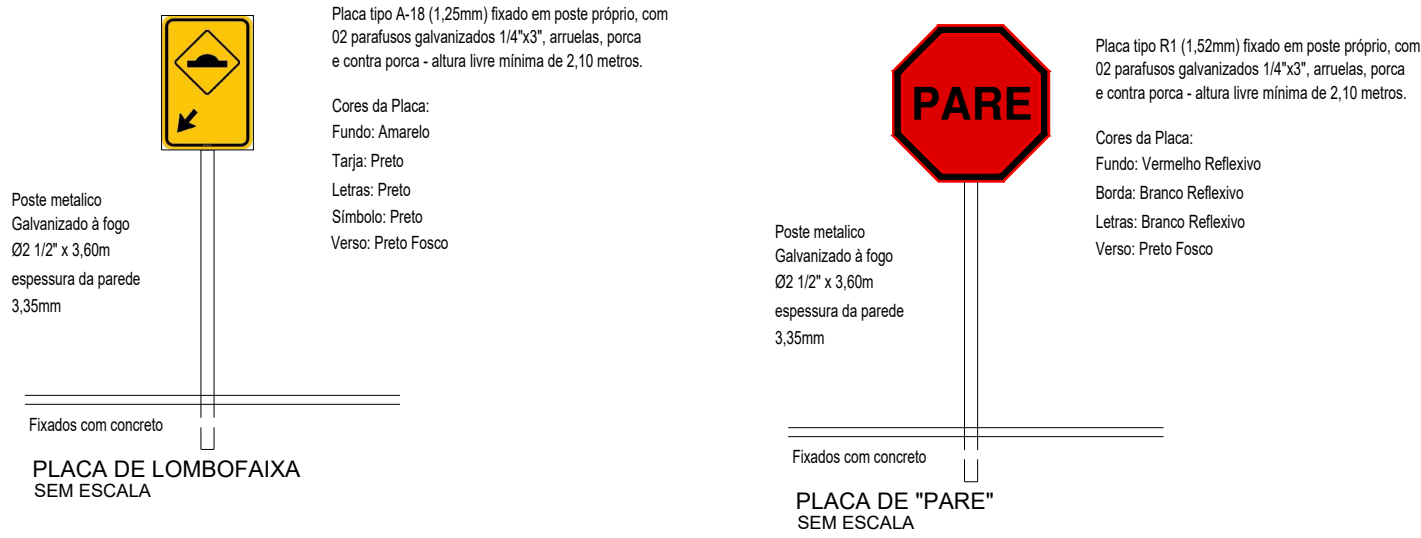 Placa tipo A-18 (1,25mm) fixado em poste próprio, com
02 parafusos galvanizados 1/4"x3", arruelas, porca
e contra porca - altura livre mínima de 2,10 metros.
Cores da Placa:
Fundo: Amarelo
Tarja: Preto
Letras: Preto
Símbolo: Preto
Verso: Preto Fosco
Poste metalico
Galvanizado à fogo
Ø2 1/2" x 3,60m
espessura da parede
3,35mm
Fixados com concreto
PLACA DE LOMBOFAIXA
SEM ESCALA
PARE
Placa tipo R1 (1,52mm) fixado em poste próprio, com
02 parafusos galvanizados 1/4"x3", arruelas, porca
e contra porca - altura livre mínima de 2,10 metros.
Cores da Placa:
Fundo: Vermelho Reflexivo
Borda: Branco Reflexivo
Letras: Branco Reflexivo
Verso: Preto Fosco
Poste metalico
Galvanizado à fogo
Ø2 1/2" x 3,60m
espessura da parede
3,35mm
Fixados com concreto
PLACA DE "PARE"
SEM ESCALA